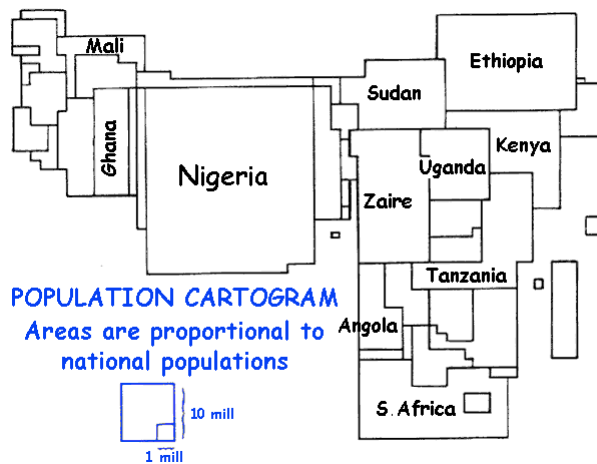 Mali
Ethiopia
Sudan
Ghana
Kenya
Uganda
Nigeria
Zaire
Tanzania
Angola
S. Africa
POPULATION CARTOGRAM
Areas are proportional to
national populations
10 mill
1 mill